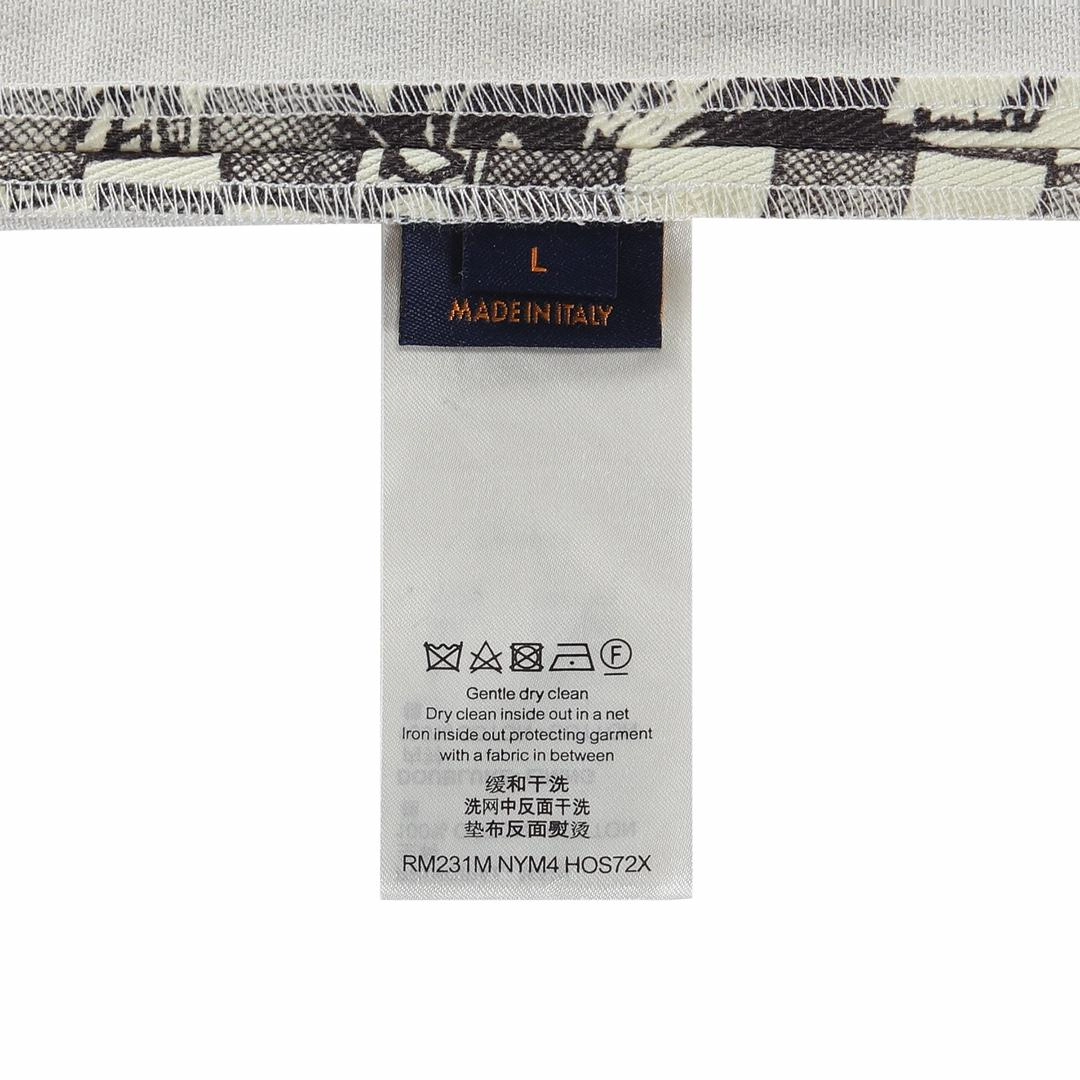 L
MADE IN ITALY
F
Gentle dry clean
Dry clean inside out in a net
Iron inside out protecting garment
with a fabric in between
缓和干洗
洗网中反面干洗
垫布反面熨烫
RM231M NYM4 HOS72X